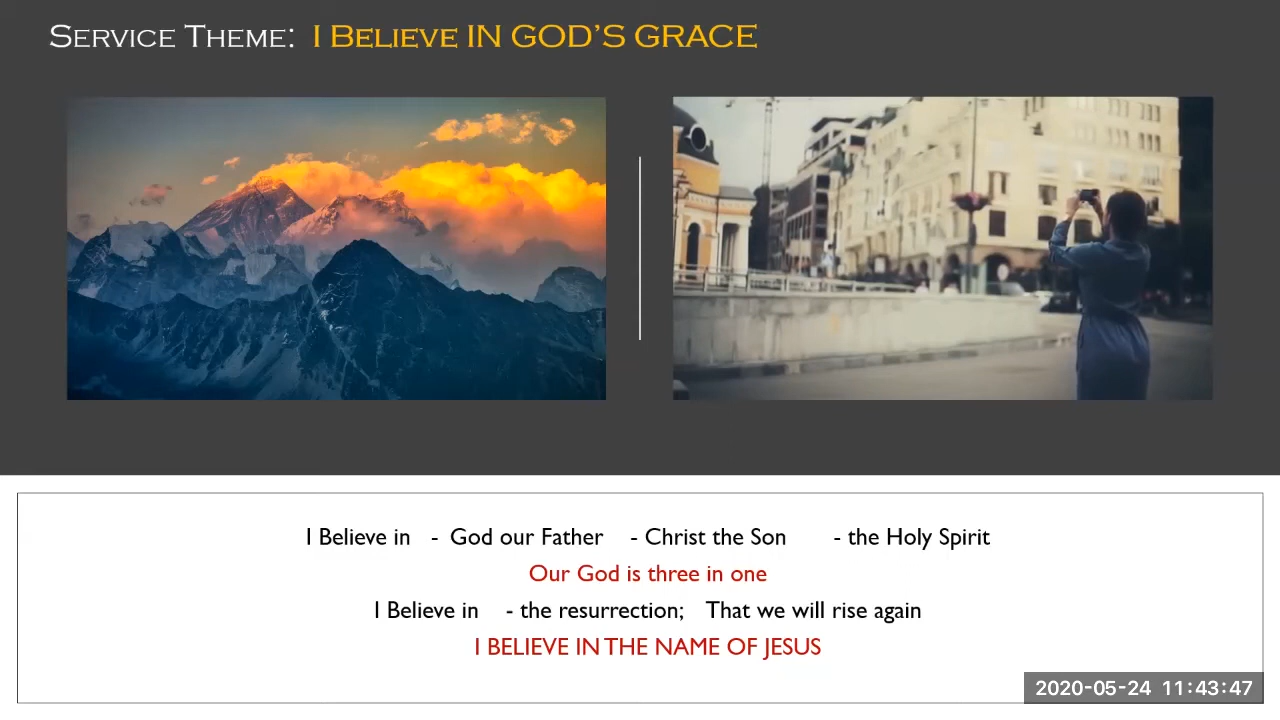 Service Theme: I Believe IN GOD'S GRACE
I Believe in - God our Father - Christ the Son - the Holy Spirit
Our God is three in one
I Believe in - the resurrection; That we will rise again
I BELIEVE IN THE NAME OF JESUS
2020-05-24 11:43:47